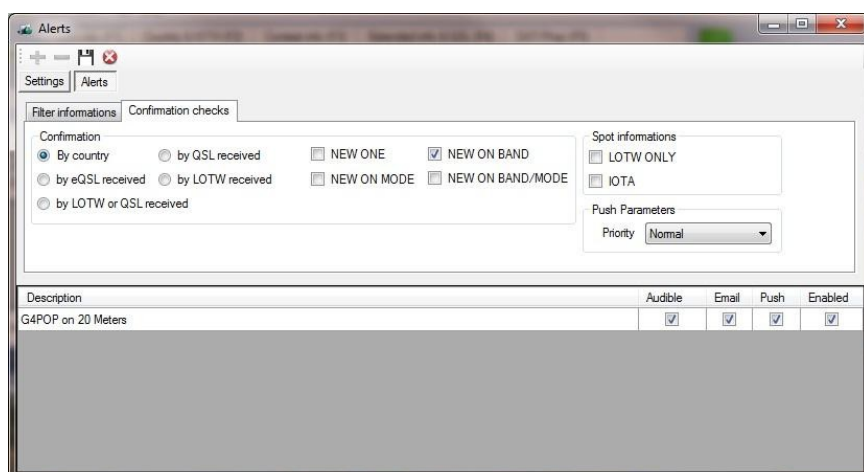 Alerts
Settings Alerts
Filter informations Confirmation checks
Confirmation
By country by QSL received NEW ONE NEW ON BAND
by eQSL received by LOTW received NEW ON MODE NEW ON BAND/MODE
by LOTW or QSL received
Spot informations
LOTW ONLY
IOTA
Push Parameters
Priority Normal
Description Audible Email Push Enabled
G4POP on 20 Meters